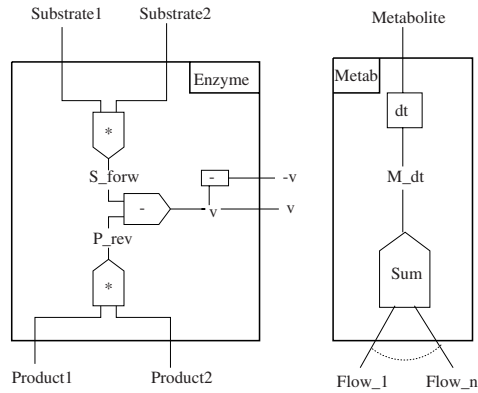 Substrate1 Substrate2
Enzyme
*
S_forw
-
-
-v
v
v
P_rev
*
Product1 Product2
Metabolite
Metab
dt
M_dt
Sum
Flow_1 Flow_n